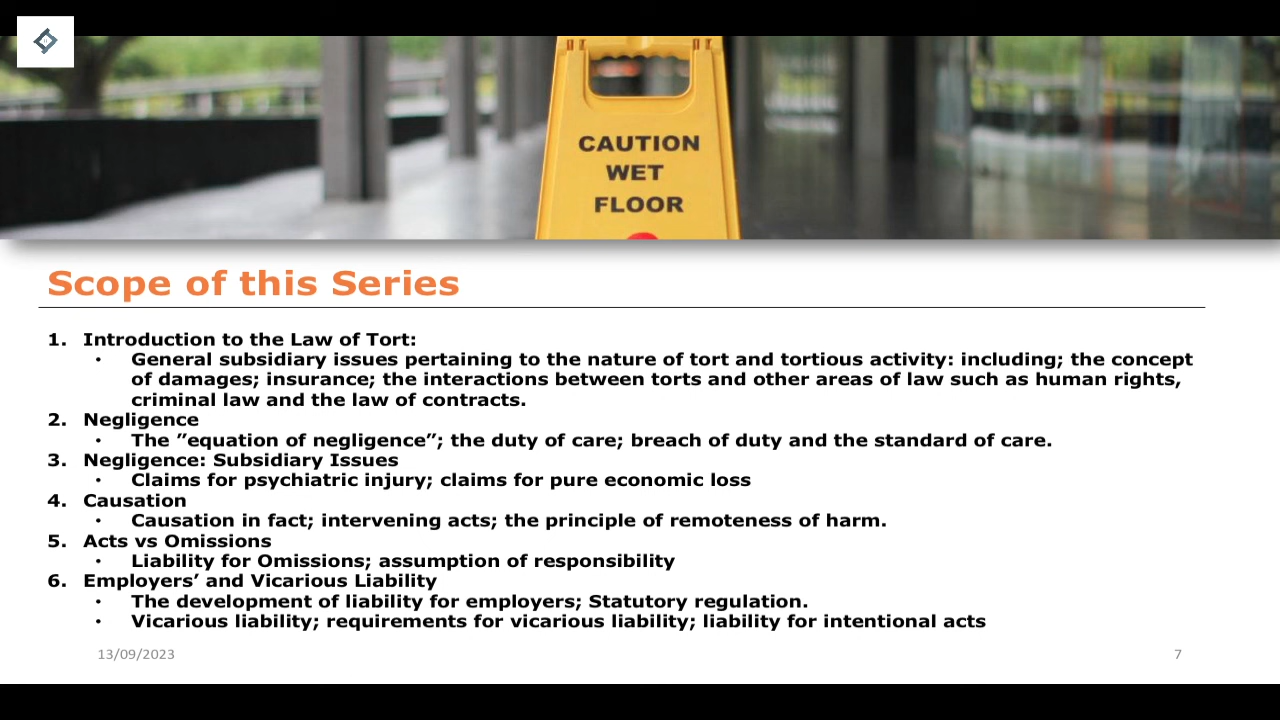 CAUTION
WET
FLOOR
Scope of this Series
1. Introduction to the Law of Tort:
• General subsidiary issues pertaining to the nature of tort and tortious activity: including; the concept
of damages; insurance; the interactions between torts and other areas of law such as human rights,
criminal law and the law of contracts.
2. Negligence
• The ”equation of negligence”; the duty of care; breach of duty and the standard of care.
3. Negligence: Subsidiary Issues
• Claims for psychiatric injury; claims for pure economic loss
4. Causation
• Causation in fact; intervening acts; the principle of remoteness of harm.
5. Acts vs Omissions
• Liability for Omissions; assumption of responsibility
6. Employers’ and Vicarious Liability
• The development of liability for employers; Statutory regulation.
• Vicarious liability; requirements for vicarious liability; liability for intentional acts
13/09/2023 7